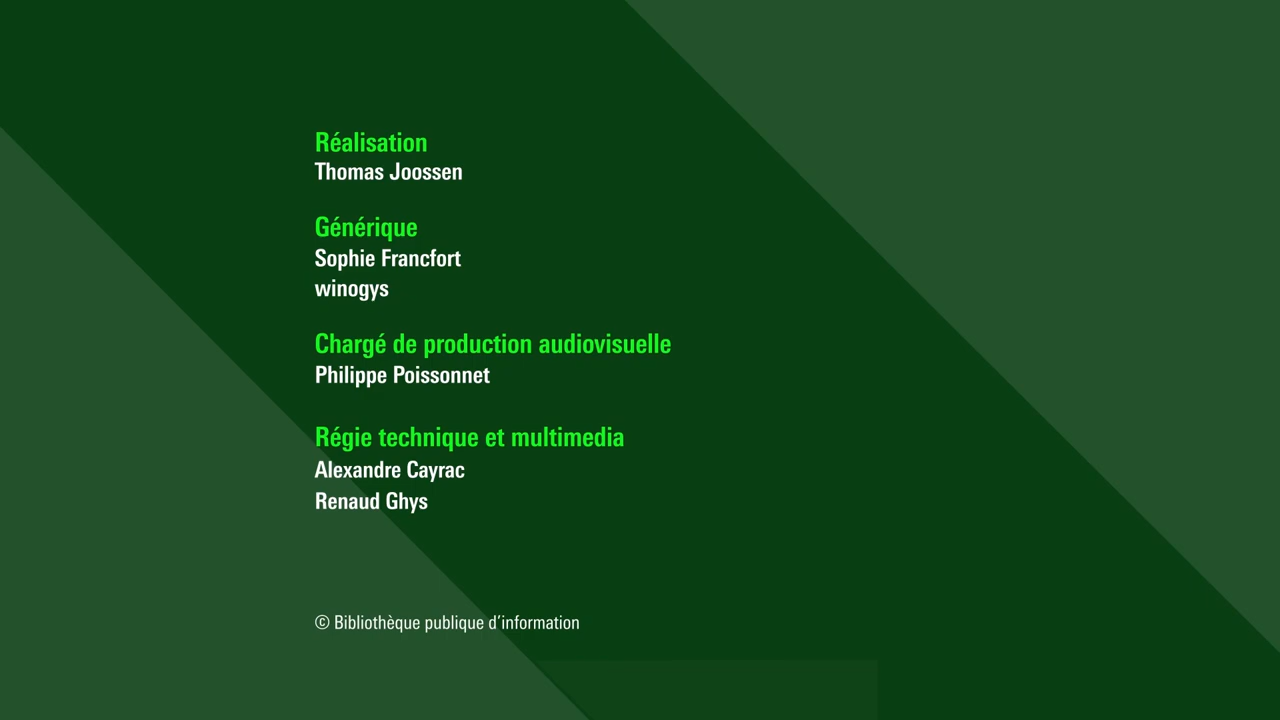 Réalisation
Thomas Joossen
Générique
Sophie Francfort
winogys
Chargé de production audiovisuelle
Philippe Poissonnet
Régie technique et multimedia
Alexandre Cayrac
Renaud Ghys
© Bibliothèque publique d’information